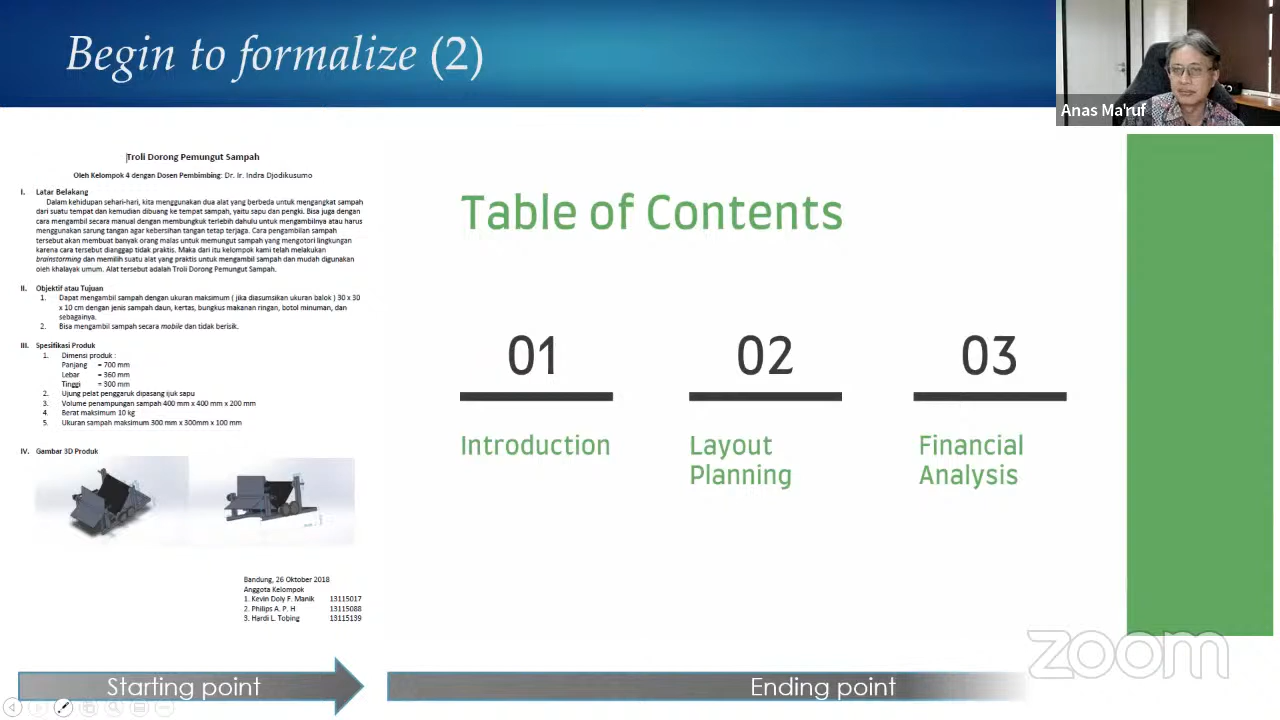 Begin to formalize (2)
Anas Ma'ruf
Troli Dorong Pemungut Sampah
Oleh Kelompok 4 dengan Dosen Pembimbing: Dr. Ir. Indra Djodikusumo
I. Latar Belakang
Dalam kehidupan sehari-hari, kita menggunakan dua alat yang berbeda untuk mengangkat sampah
dari suatu tempat dan kemudian dibuang ke tempat sampah, yaitu sapu dan pengki. Bisa juga dengan
cara mengambil secara manual dengan membungkuk terlebih dahulu untuk mengambilnya atau harus
menggunakan sarung tangan agar kebersihan tangan tetap terjaga. Cara pengambilan sampah
tersebut akan membuat banyak orang malas untuk memungut sampah yang mengotori lingkungan
karena cara tersebut dianggap tidak praktis. Maka dari itu kelompok kami telah melakukan
brainstorming dan memilih suatu alat yang praktis untuk mengambil sampah dan mudah digunakan
oleh khalayak umum. Alat tersebut adalah Troli Dorong Pemungut Sampah.
II. Objektif atau Tujuan
1. Dapat mengambil sampah dengan ukuran maksimum ( jika diasumsikan ukuran balok ) 30 x 30
x 10 cm dengan jenis sampah daun, kertas, bungkus makanan ringan, botol minuman, dan
sebagainya.
2. Bisa mengambil sampah secara mobile dan tidak berisik.
III. Spesifikasi Produk
1. Dimensi produk :
Panjang = 700 mm
Lebar = 360 mm
Tinggi = 300 mm
2. Ujung pelat penggaruk dipasang ijuk sapu
3. Volume penampungan sampah 400 mm x 400 mm x 200 mm
4. Berat maksimum 10 kg
5. Ukuran sampah maksimum 300 mm x 300mm x 100 mm
IV. Gambar 3D Produk
Bandung, 26 Oktober 2018
Anggota Kelompok
1. Kevin Doly F. Manik 13115017
2. Philips A. P. H 13115088
3. Hardi L. Tobing 13115139
Table of Contents
01
Introduction
02
Layout
Planning
03
Financial
Analysis
zoom
Starting point
Ending point